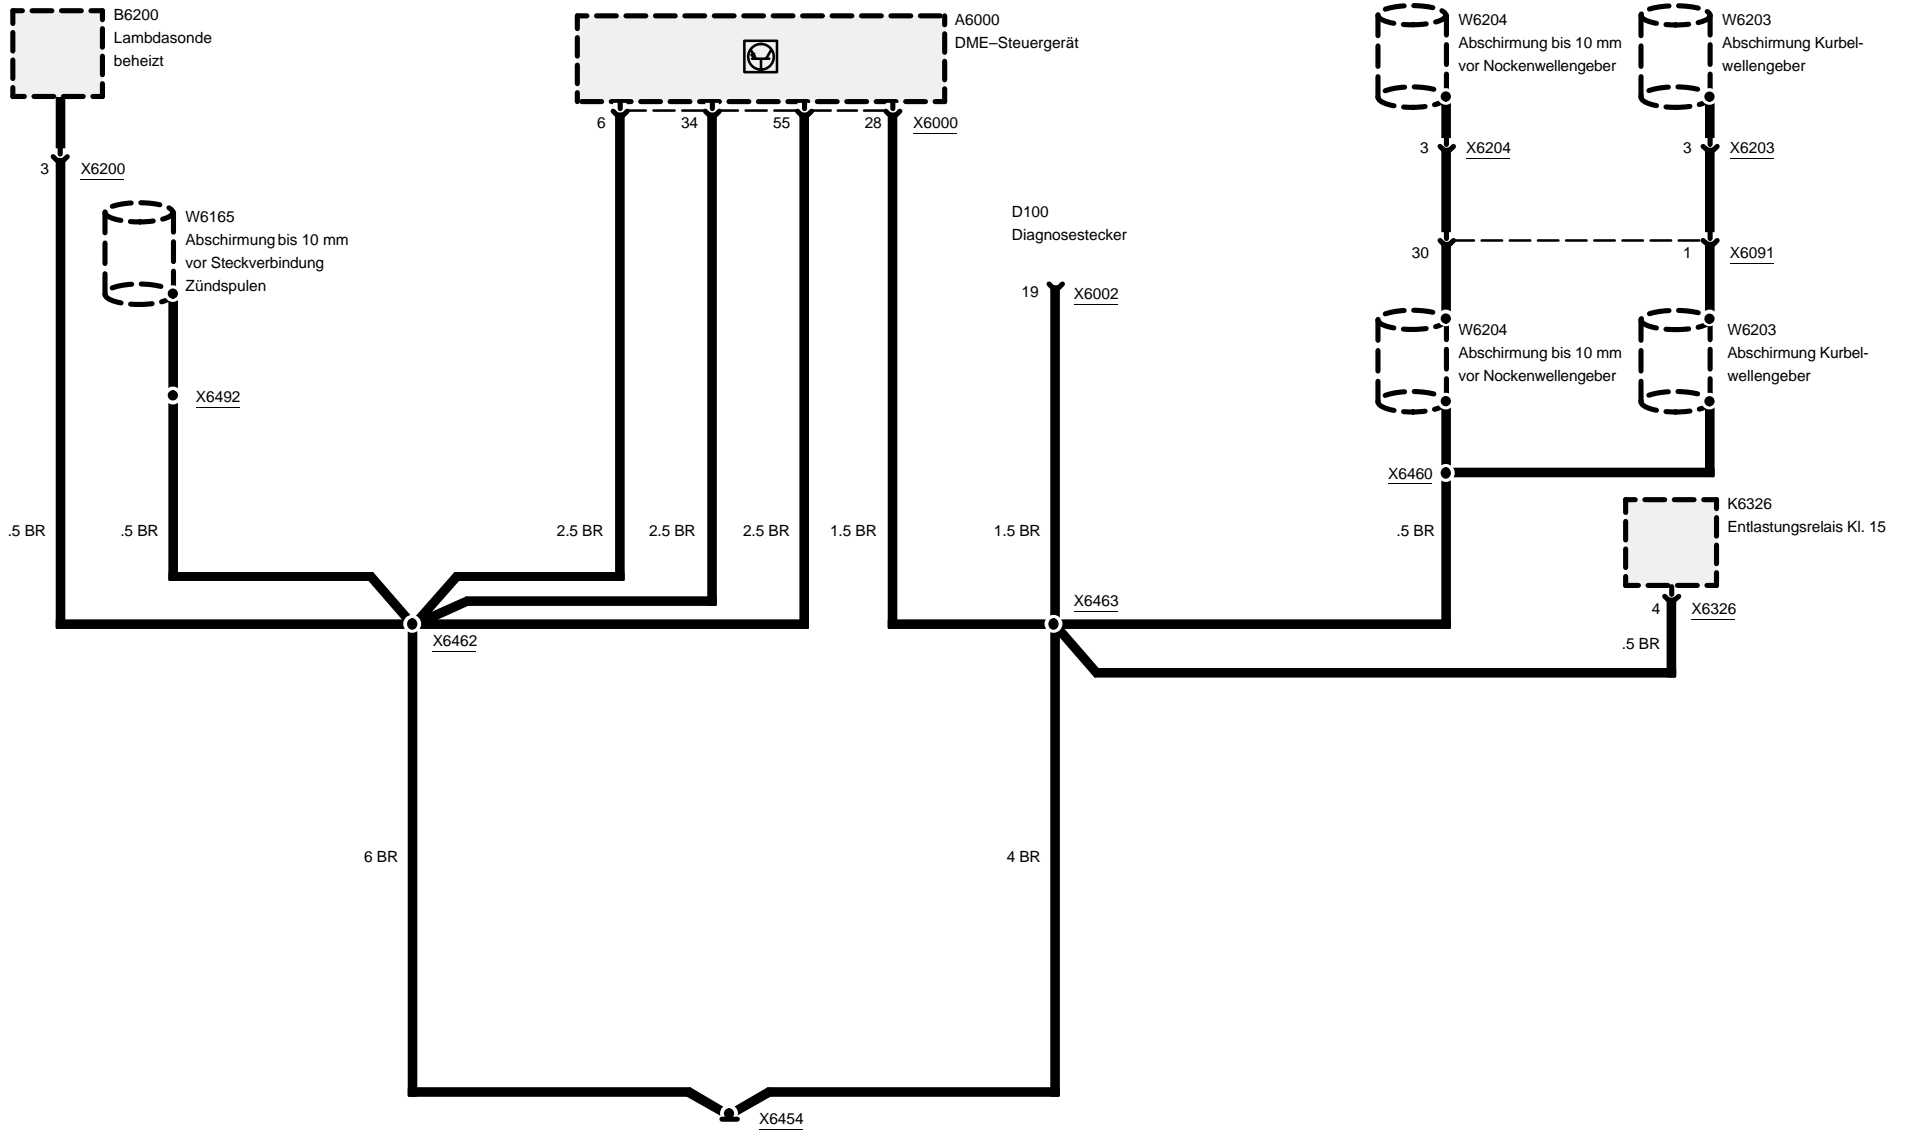 B6200
Lambdasonde
beheizt
A6000
DME–Steuergerät
W6204
Abschirmung bis 10 mm
vor Nockenwellengeber
W6203
Abschirmung Kurbel-
wellengeber
6
34
55
28
X6000
3
X6204
3
X6203
3
X6200
W6165
Abschirmung bis 10 mm
vor Steckverbindung
Zündspulen
D100
Diagnosestecker
30
1
X6091
19
X6002
W6204
Abschirmung bis 10 mm
vor Nockenwellengeber
W6203
Abschirmung Kurbel-
wellengeber
X6492
X6460
K6326
Entlastungsrelais Kl. 15
.5 BR
.5 BR
2.5 BR
2.5 BR
2.5 BR
1.5 BR
1.5 BR
.5 BR
X6463
4
X6326
X6462
.5 BR
6 BR
4 BR
X6454